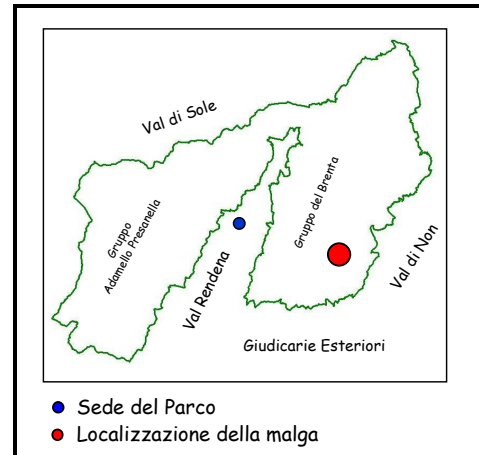 Val di Sole
Gruppo
Adamello Presanella
Gruppo del Brenta
Val Rendena
Val di Non
Giudicarie Esteriori
Sede del Parco
Localizzazione della malga